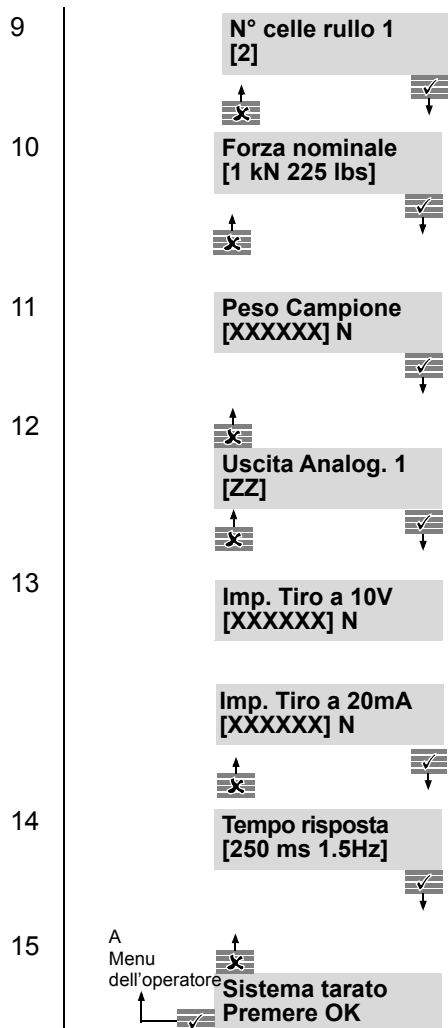 9
N° celle rullo 1
[2]
10
Forza nominale
[1 kN 225 lbs]
11
Peso Campione
[XXXXXX] N
12
Uscita Analog. 1
[ZZ]
13
Imp. Tiro a 10V
[XXXXXX] N
Imp. Tiro a 20mA
[XXXXXX] N
14
Tempo risposta
[250 ms 1.5Hz]
15
A
Menu
dell’operatore
Sistema tarato
Premere OK